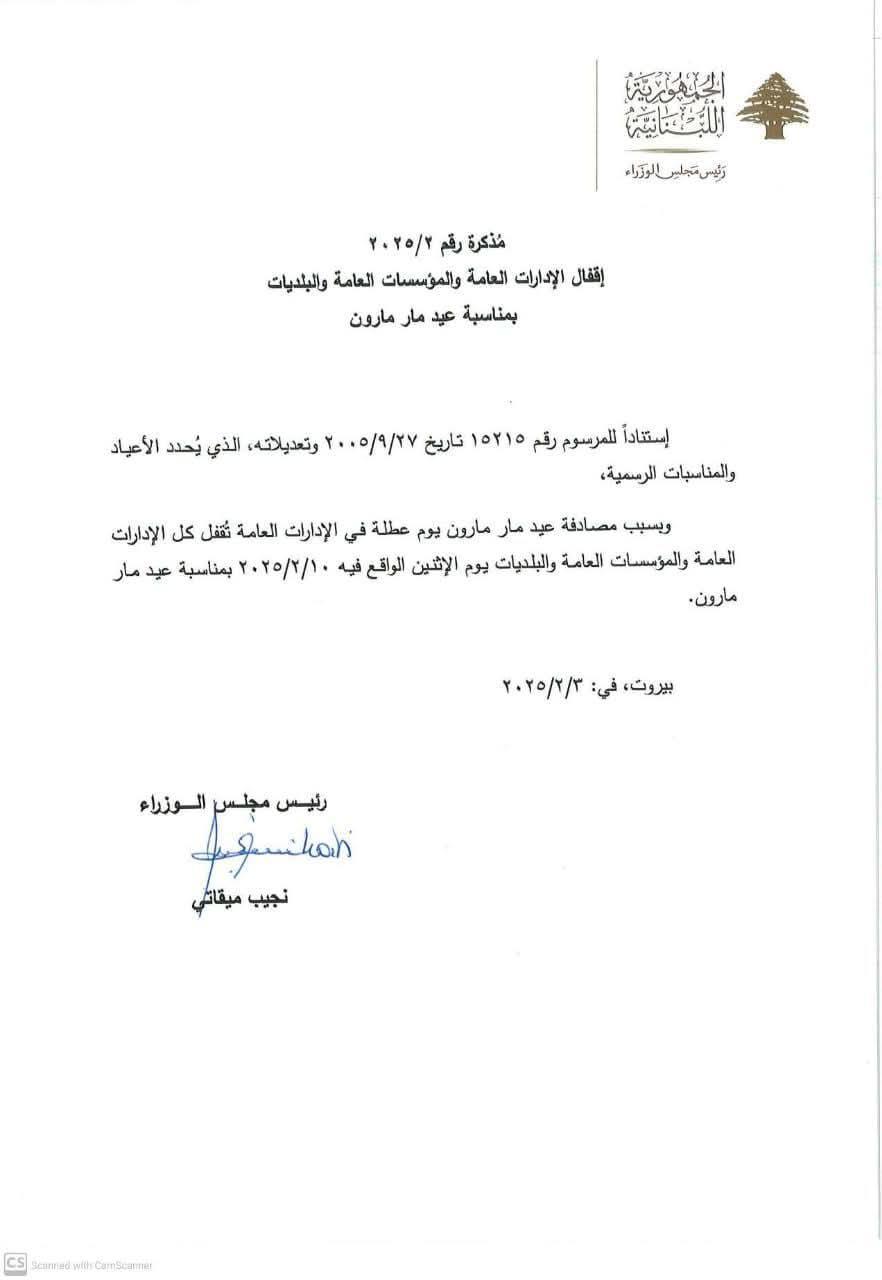 الجمهورية
اللبنانية
رئيس مجلس الوزراء
مُذكرة رقم ٢٠٢٥/٢
إقفال الإدارات العامة والمؤسسات العامة والبلديات
بمناسبة عيد مار مارون
إستناداً للمرسوم رقم ١٥٢١٥ تاريخ ٢٠٠٥/٩/٢٧ وتعديلاته، الذي يُحدد الأعياد
والمناسبات الرسمية،
وبسبب مصادفة عيد مار مارون يوم عطلة في الإدارات العامة تُقفل كل الإدارات
العامة والمؤسسات العامة والبلديات يوم الإثنين الواقع فيه ٢٠٢٥/٢/١٠ بمناسبة عيد مار
مارون.
بيروت، في: ٢٠٢٥/٢/٣
رئيس مجلس الوزراء
نجيب ميقاتي
CS Scanned with CamScanner